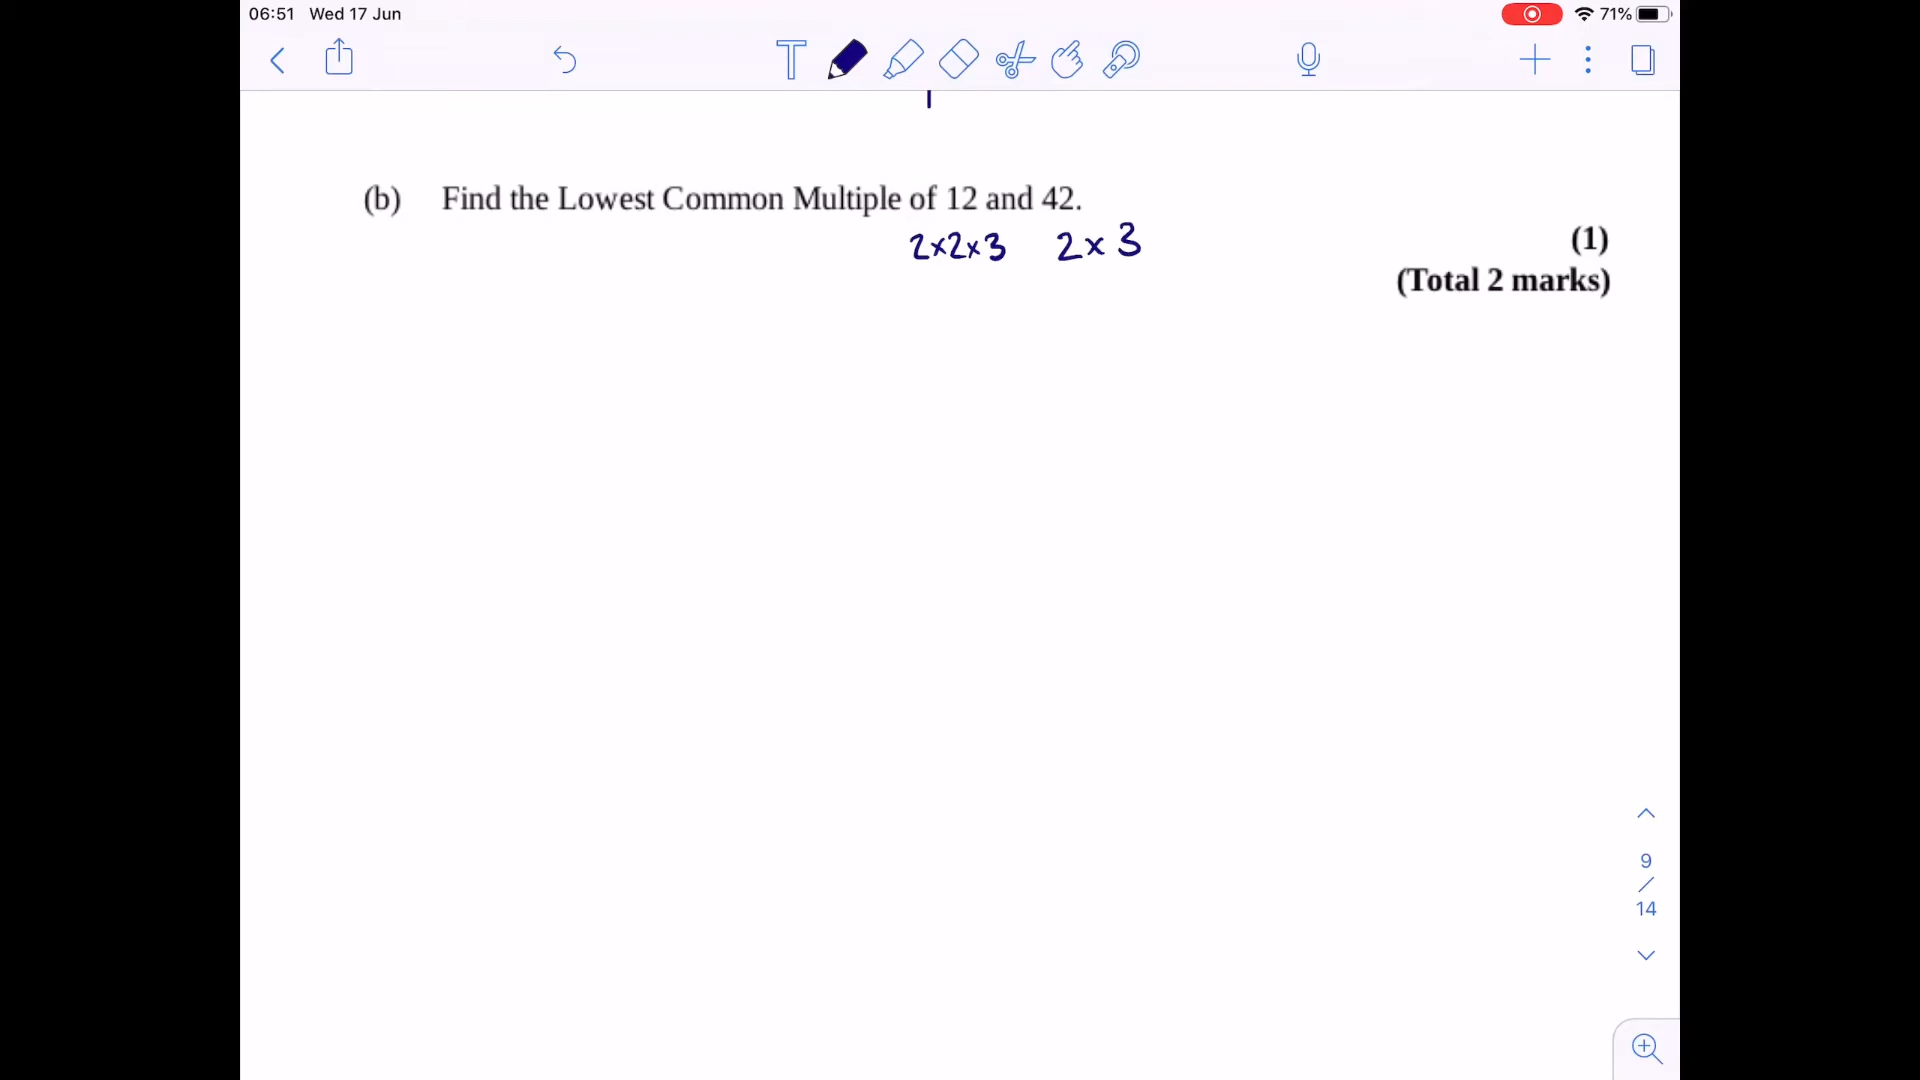 06:51 Wed 17 Jun 71%
T
(b) Find the Lowest Common Multiple of 12 and 42.
2×2×3 2×3
(1)
(Total 2 marks)
9
/
14